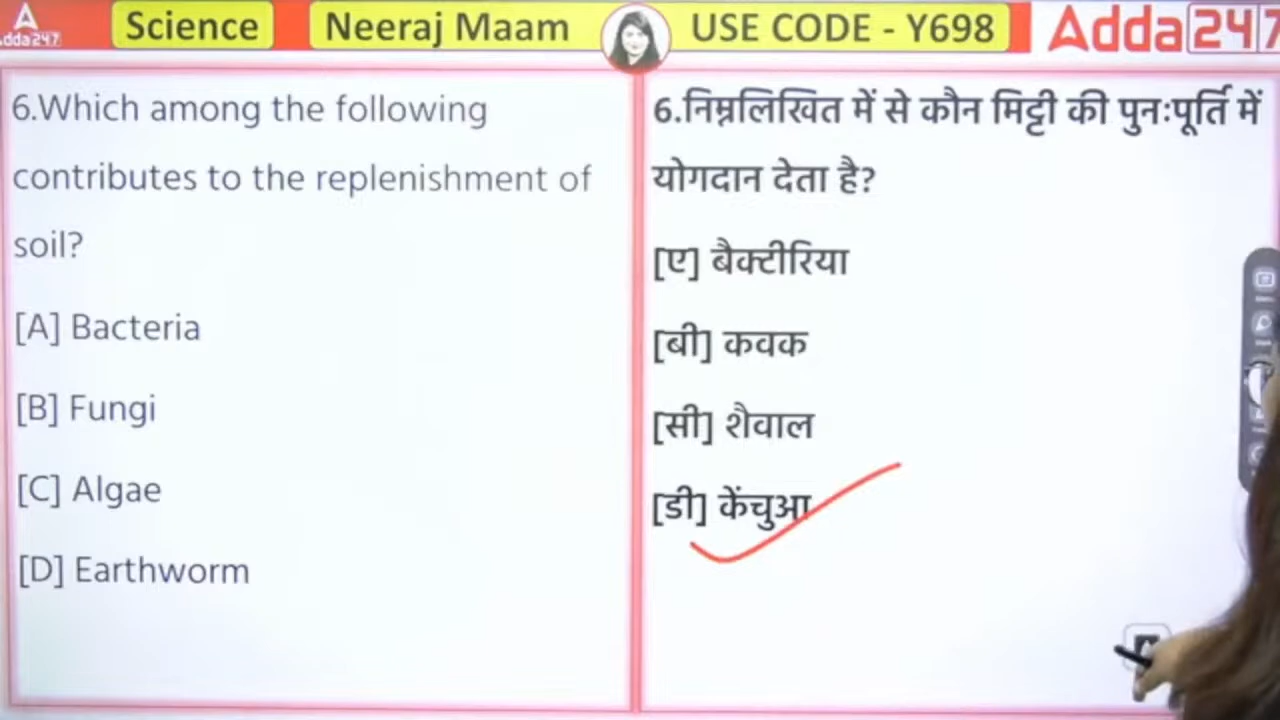 Adda247
Science
Neeraj Maam
USE CODE - Y698
Adda247
6.Which among the following
contributes to the replenishment of
soil?
[A] Bacteria
[B] Fungi
[C] Algae
[D] Earthworm
6.निम्नलिखित में से कौन मिट्टी की पुनःपूर्ति में
योगदान देता है?
[ए] बैक्टीरिया
[बी] कवक
[सी] शैवाल
[डी] केंचुआ